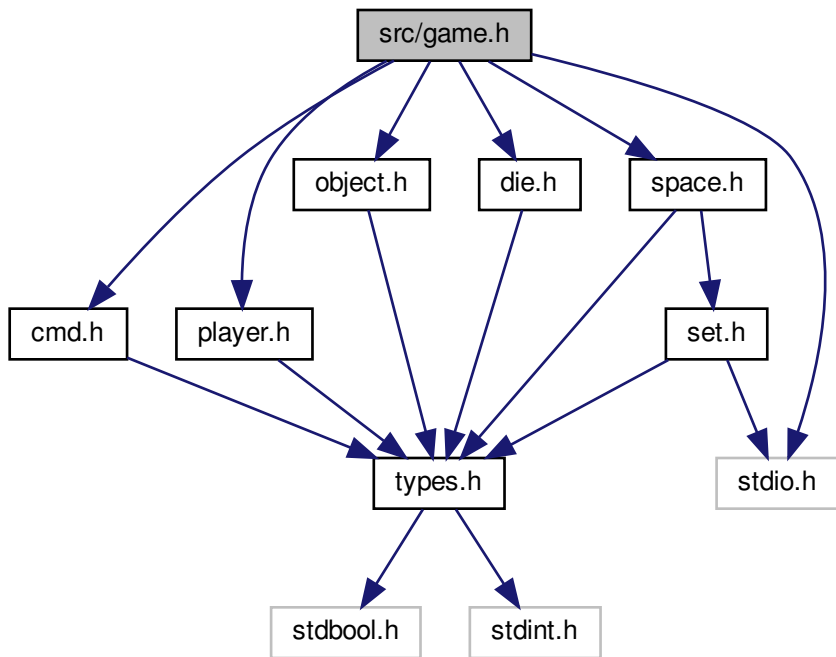 src/game.h
object.h
die.h
space.h
cmd.h
player.h
set.h
types.h
stdio.h
stdbool.h
stdint.h